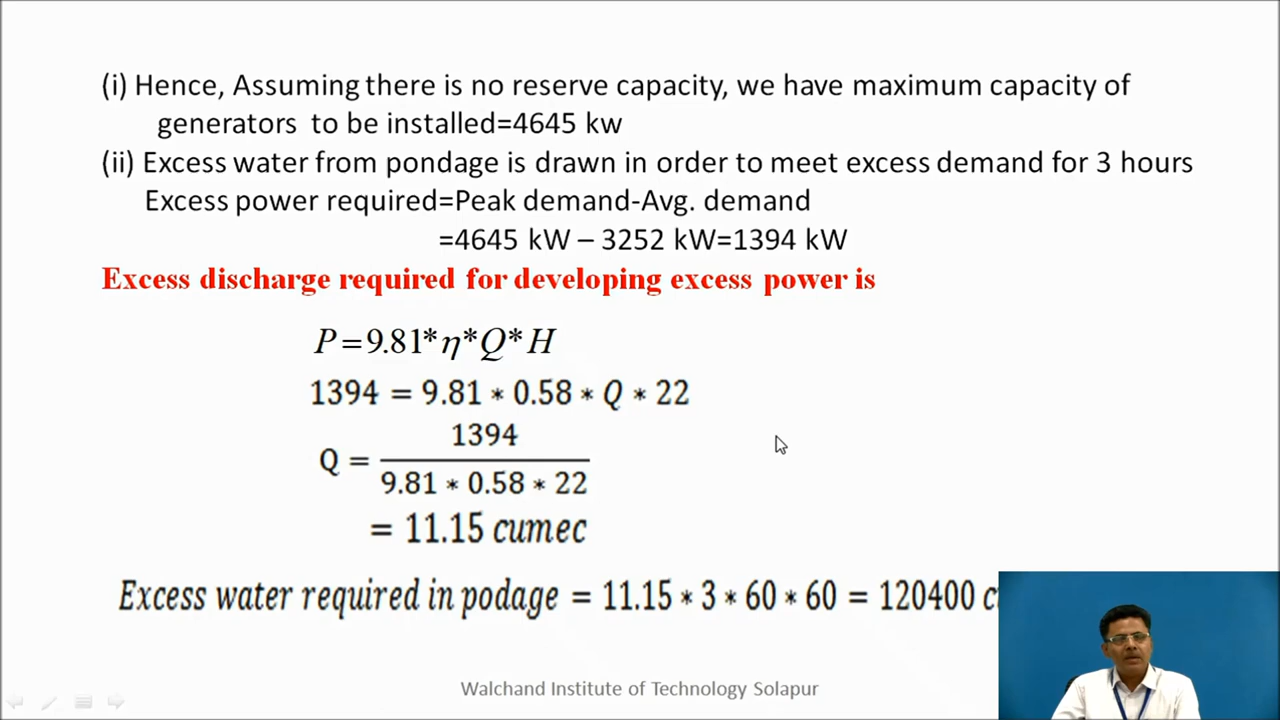 (i) Hence, Assuming there is no reserve capacity, we have maximum capacity of
generators to be installed=4645 kw
(ii) Excess water from pondage is drawn in order to meet excess demand for 3 hours
Excess power required=Peak demand-Avg. demand
=4645 kW – 3252 kW=1394 kW
Excess discharge required for developing excess power is
P=9.81*η*Q*H
1394 = 9.81 * 0.58 * Q * 22
1394
Q =
9.81 * 0.58 * 22
= 11.15 cumec
Excess water required in podage = 11.15 * 3 * 60 * 60 = 120400
Walchand Institute of Technology Solapur